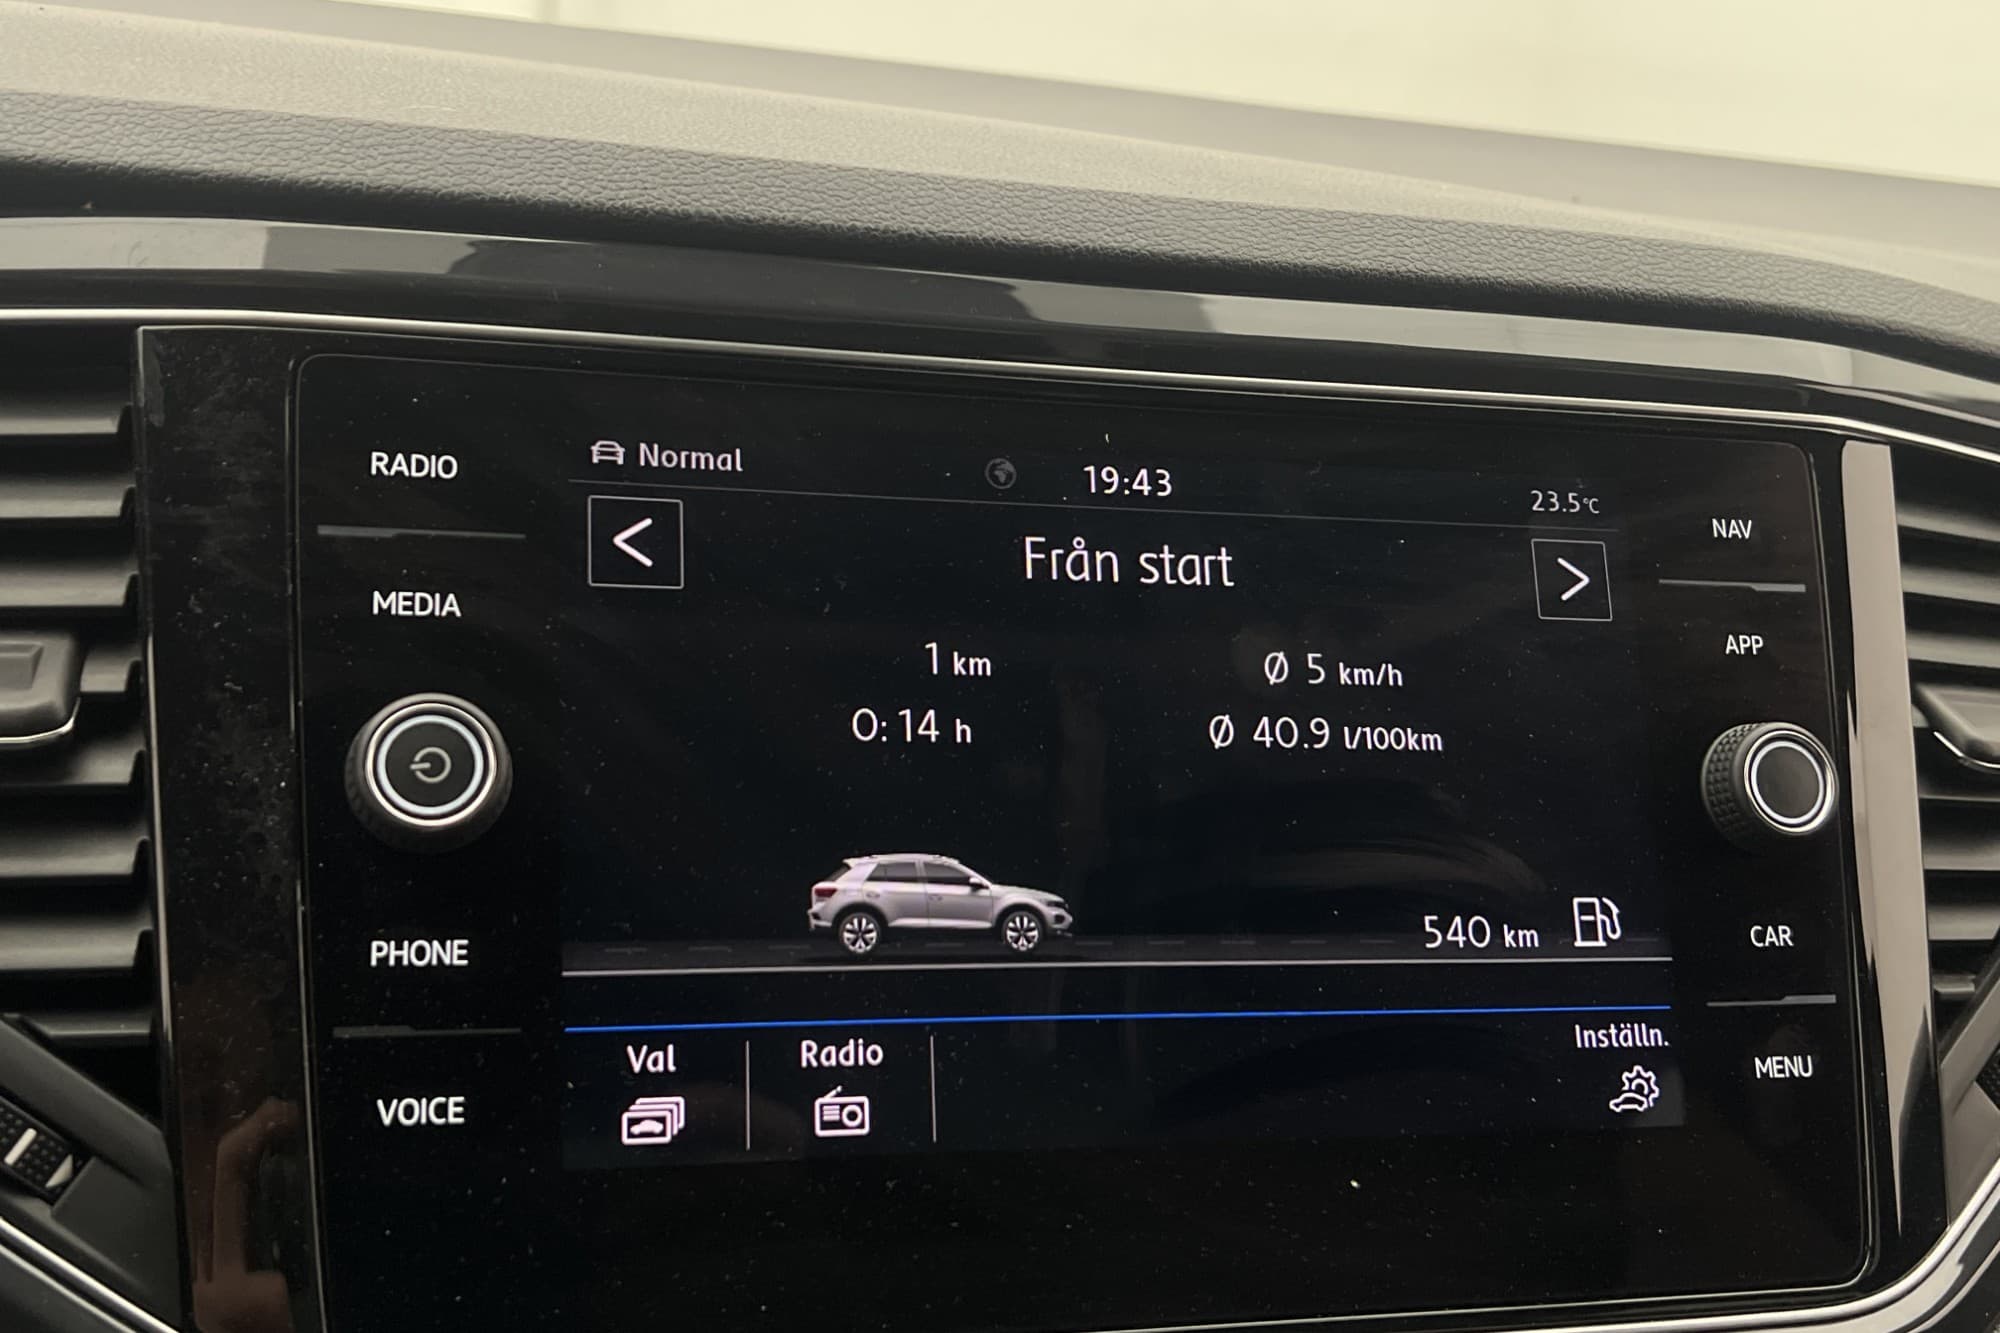 RADIO
MEDIA
PHONE
VOICE
Normal
19:43
23.5°C
<
Från start
>
1 km
Ø 5 km/h
0:14 h
Ø 40.9 l/100km
540 km
Val
Radio
Inställn.
NAV
APP
CAR
MENU